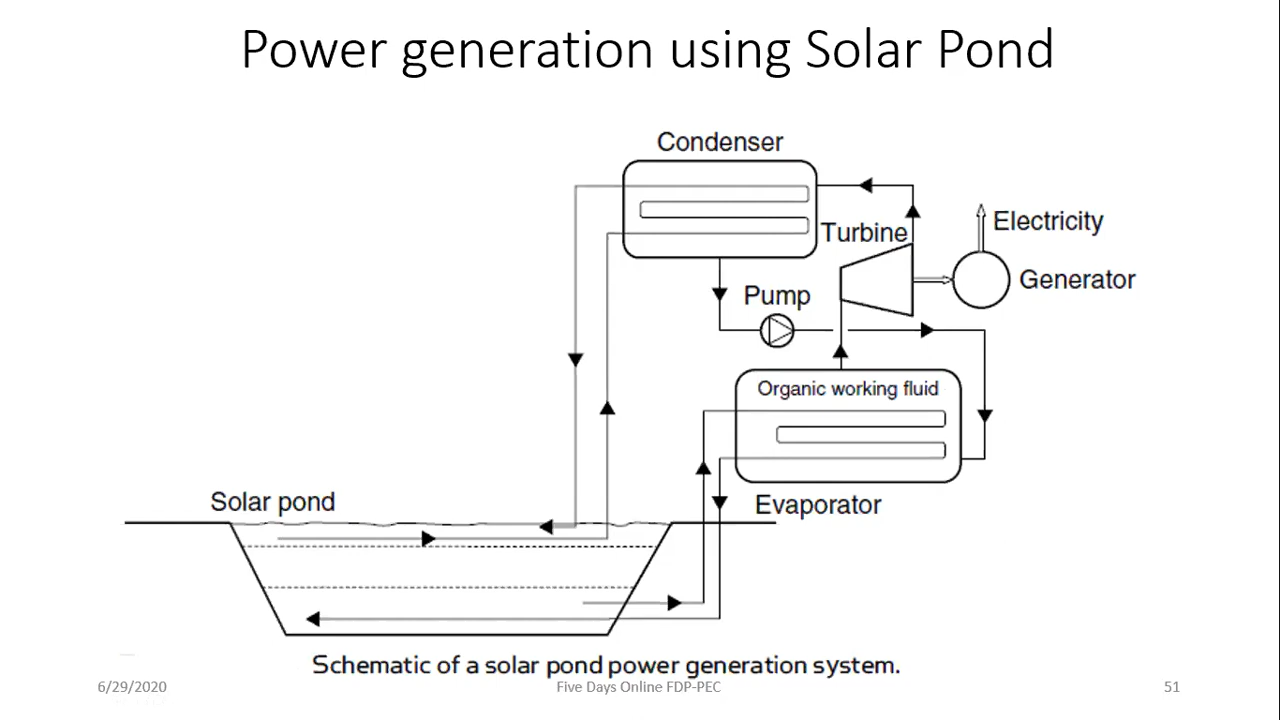 Power generation using Solar Pond
Condenser
Turbine
Electricity
Generator
Pump
Organic working fluid
Solar pond
Evaporator
Schematic of a solar pond power generation system.
6/29/2020
Five Days Online FDP-PEC
51